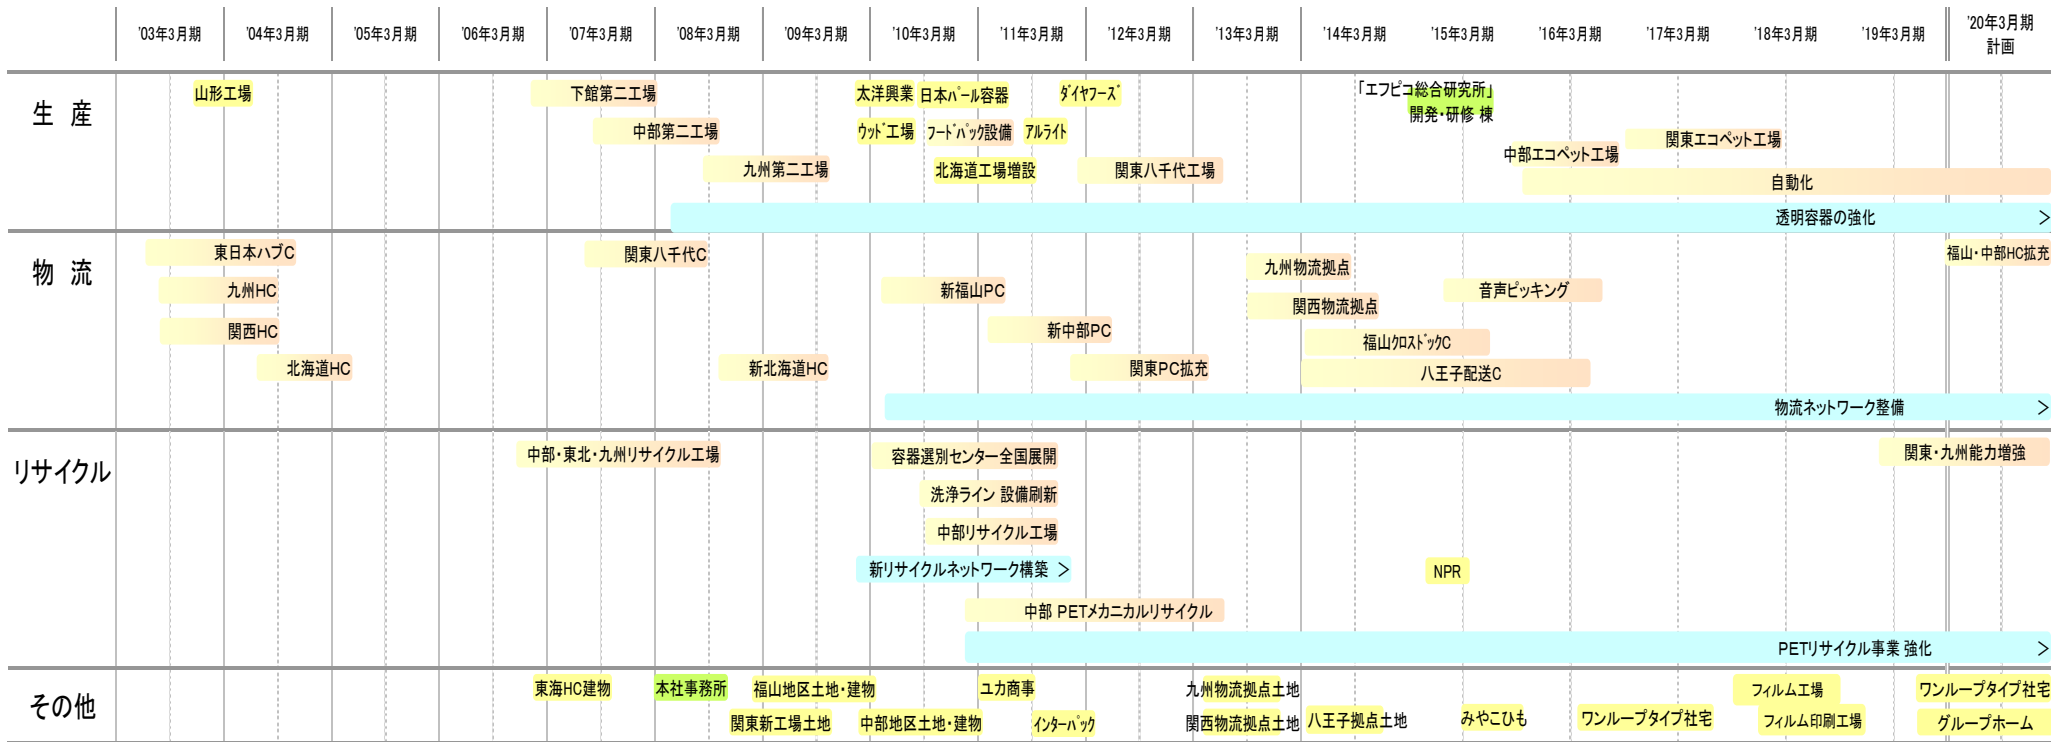 '03年3月期
'04年3月期
'05年3月期
'06年3月期
'07年3月期
'08年3月期
'09年3月期
'10年3月期
'11年3月期
'12年3月期
'13年3月期
'14年3月期
'15年3月期
'16年3月期
'17年3月期
'18年3月期
'19年3月期
'20年3月期
計画
生 産
山形工場
下館第二工場
太洋興業
日本パール容器
ダイヤフーズ
「エフピコ総合研究所」
開発・研修 棟
中部第二工場
ウッド工場
フードパック設備
アルライト
関東エコペット工場
中部エコペット工場
九州第二工場
北海道工場増設
関東八千代工場
自動化
透明容器の強化 >
物 流
東日本ハブC
関東八千代C
九州物流拠点
福山・中部HC拡充
九州HC
新福山PC
音声ピッキング
関西物流拠点
関西HC
新中部PC
福山クロスドックC
北海道HC
新北海道HC
関東PC拡充
八王子配送C
物流ネットワーク整備 >
リサイクル
中部・東北・九州リサイクル工場
容器選別センター全国展開
関東・九州能力増強
洗浄ライン 設備刷新
中部リサイクル工場
新リサイクルネットワーク構築 >
NPR
中部 PETメカニカルリサイクル
PETリサイクル事業 強化 >
その他
東海HC建物
本社事務所
福山地区土地・建物
ユカ商事
九州物流拠点土地
フィルム工場
ワンループタイプ社宅
関東新工場土地
中部地区土地・建物
インターパック
関西物流拠点土地
八王子拠点土地
みやこひも
ワンループタイプ社宅
フィルム印刷工場
グループホーム